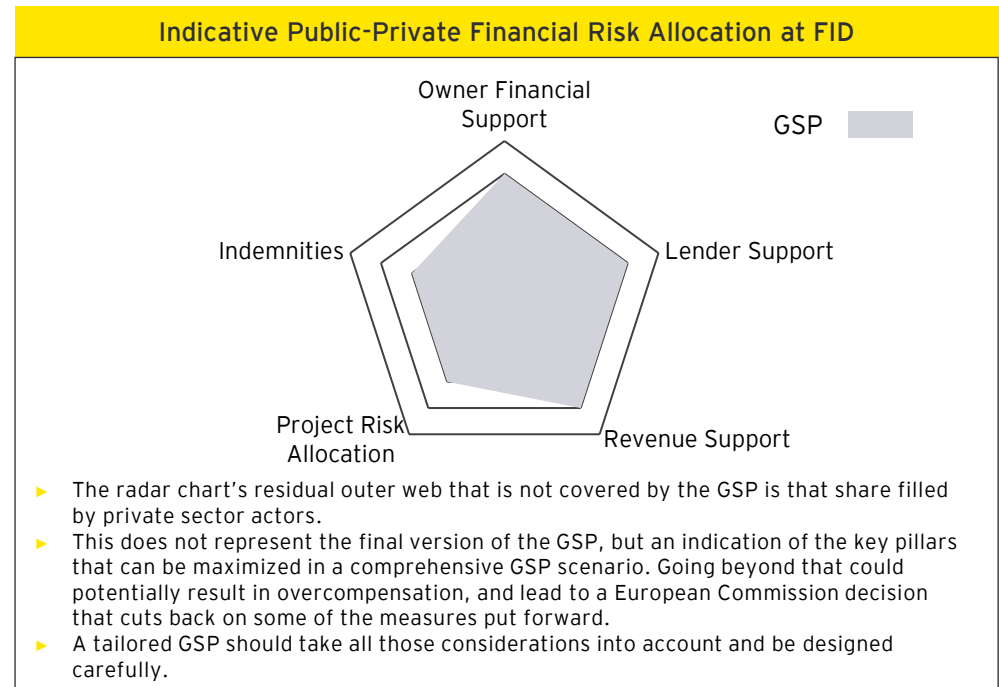 Indicative Public-Private Financial Risk Allocation at FID
Owner Financial
Support
GSP
Indemnities
Lender Support
Project Risk
Allocation
Revenue Support
► The radar chart's residual outer web that is not covered by the GSP is that share filled
by private sector actors.
► This does not represent the final version of the GSP, but an indication of the key pillars
that can be maximized in a comprehensive GSP scenario. Going beyond that could
potentially result in overcompensation, and lead to a European Commission decision
that cuts back on some of the measures put forward.
► A tailored GSP should take all those considerations into account and be designed
carefully.